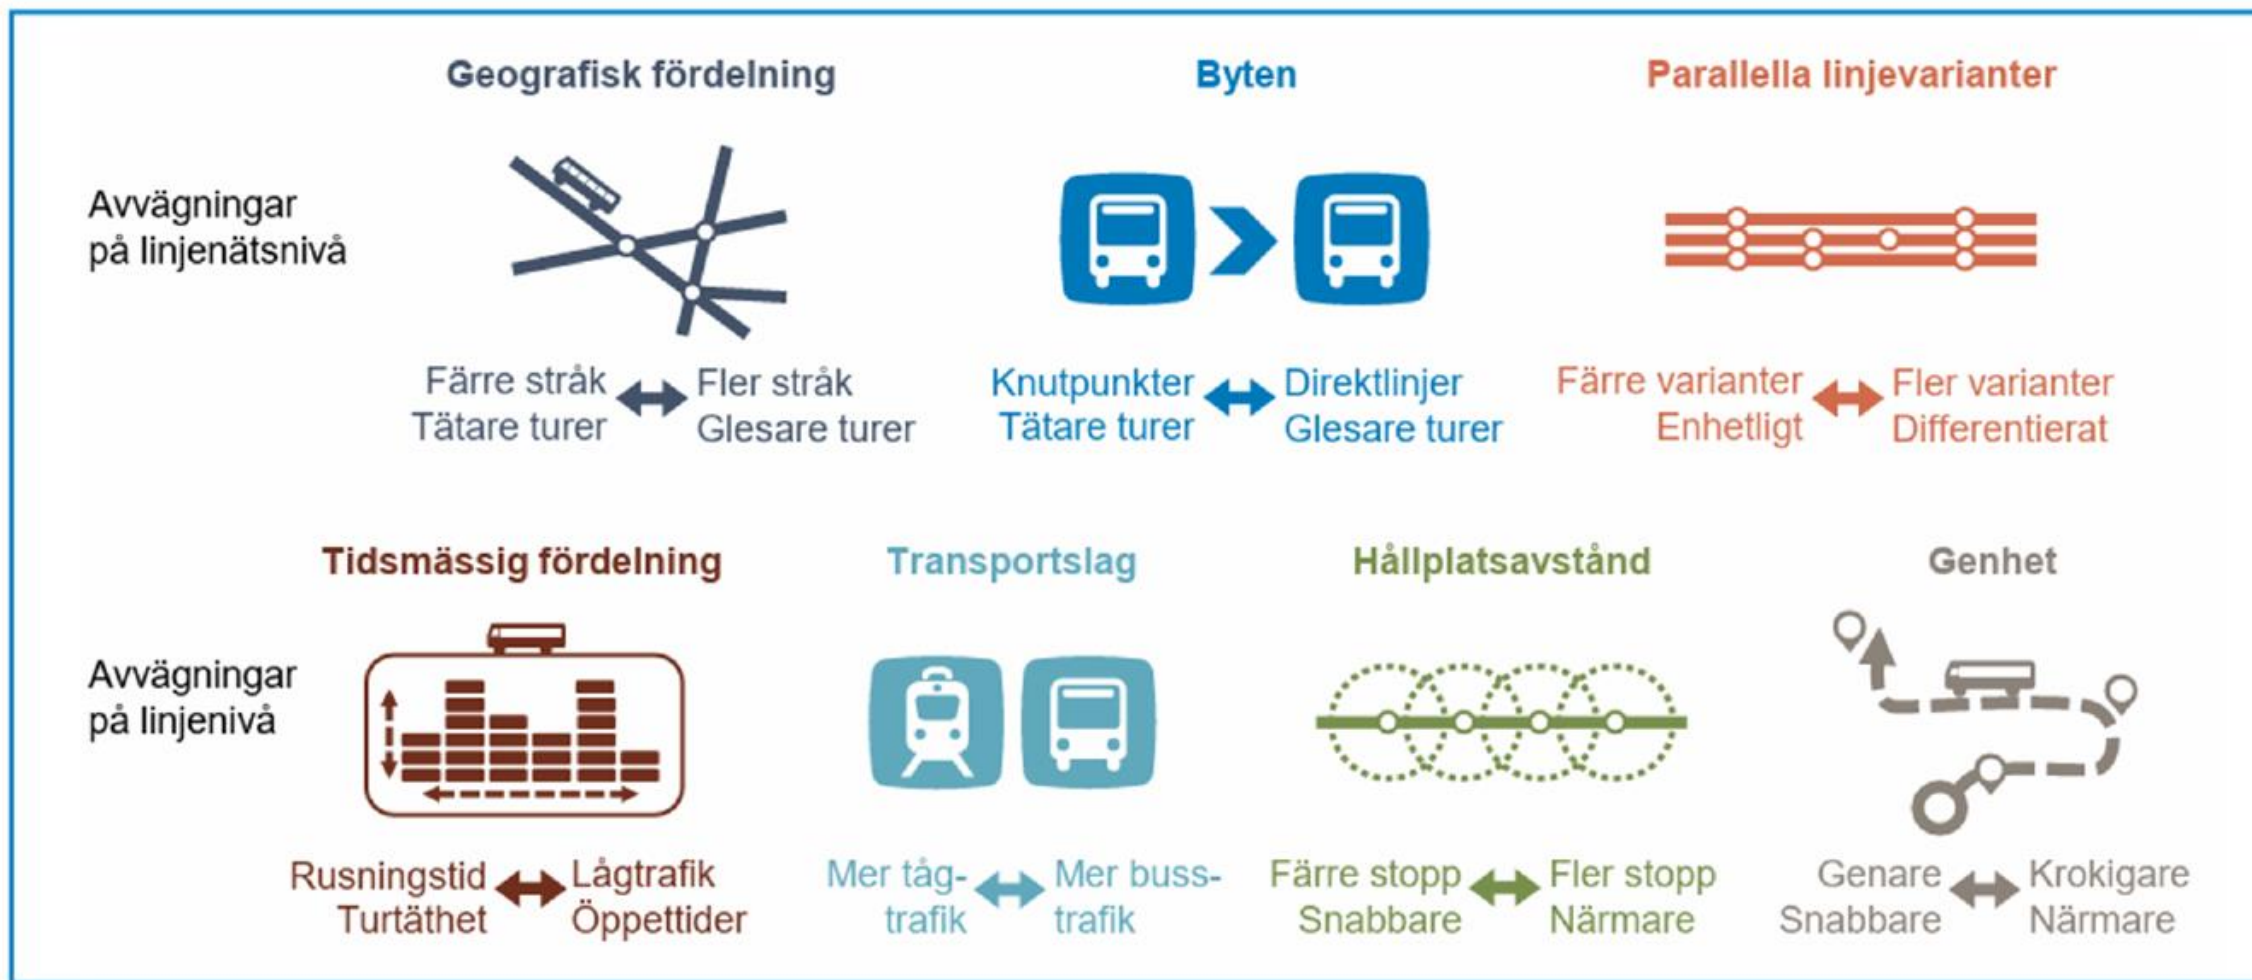 Geografisk fördelning
Byten
Parallella linjevarianter
Avvägningar
på linjenätsnivå
Färre stråk
Tätare turer
Fler stråk
Glesare turer
Knutpunkter
Tätare turer
Direktlinjer
Glesare turer
Färre varianter
Enhetligt
Fler varianter
Differentierat
Tidsmässig fördelning
Transportslag
Hållplatsavstånd
Genhet
Avvägningar
på linjenivå
Rusningstid
Turtäthet
Lågtrafik
Öppettider
Mer tåg-
trafik
Mer buss-
trafik
Färre stopp
Snabbare
Fler stopp
Närmare
Genare
Snabbare
Krokigare
Närmare